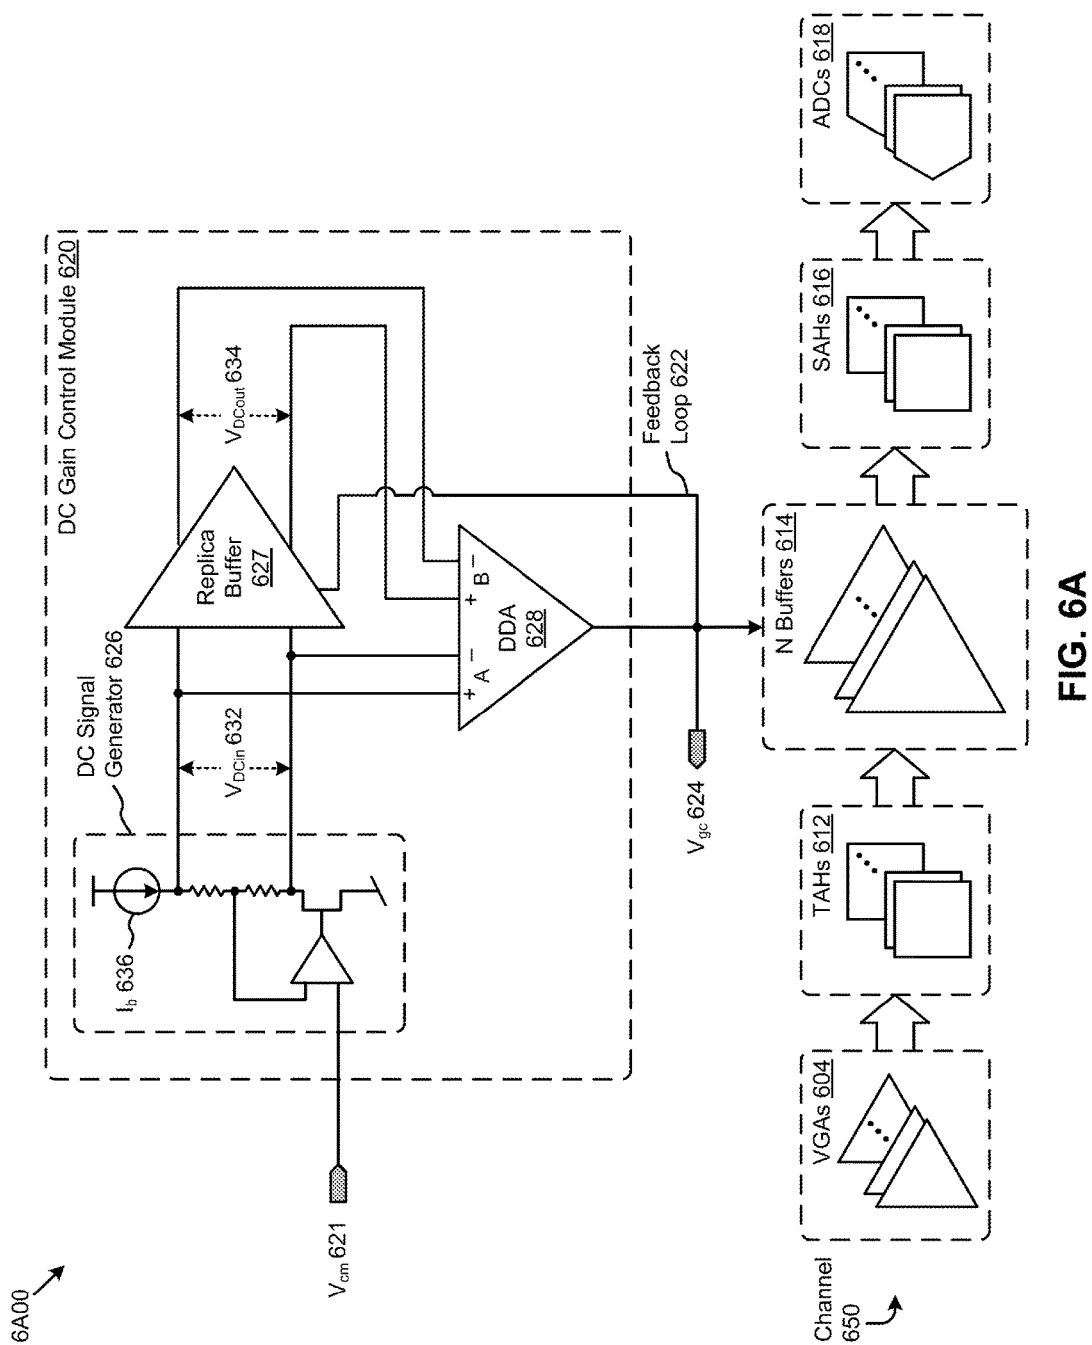 6A00
DC Gain Control Module 620
DC Signal
Generator 626
I_b 636
V_DCin 632
Replica
Buffer
627
V_DCout 634
+ A −
+ B −
DDA
628
V_cm 621
Feedback
Loop 622
V_gc 624
Channel
650
VGAs 604
TAHs 612
N Buffers 614
SAHs 616
ADCs 618
FIG. 6A